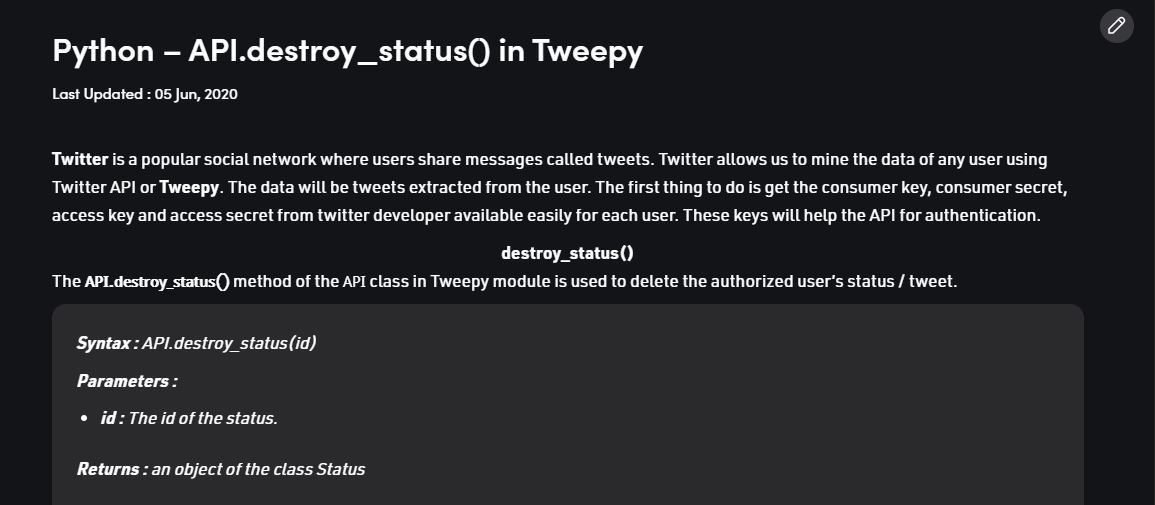 Python – API.destroy_status() in Tweepy
Last Updated : 05 Jun, 2020
Twitter is a popular social network where users share messages called tweets. Twitter allows us to mine the data of any user using
Twitter API or Tweepy. The data will be tweets extracted from the user. The first thing to do is get the consumer key, consumer secret,
access key and access secret from twitter developer available easily for each user. These keys will help the API for authentication.
destroy_status()
The API.destroy_status() method of the API class in Tweepy module is used to delete the authorized user's status / tweet.
Syntax : API.destroy_status(id)
Parameters :
• id : The id of the status.
Returns : an object of the class Status